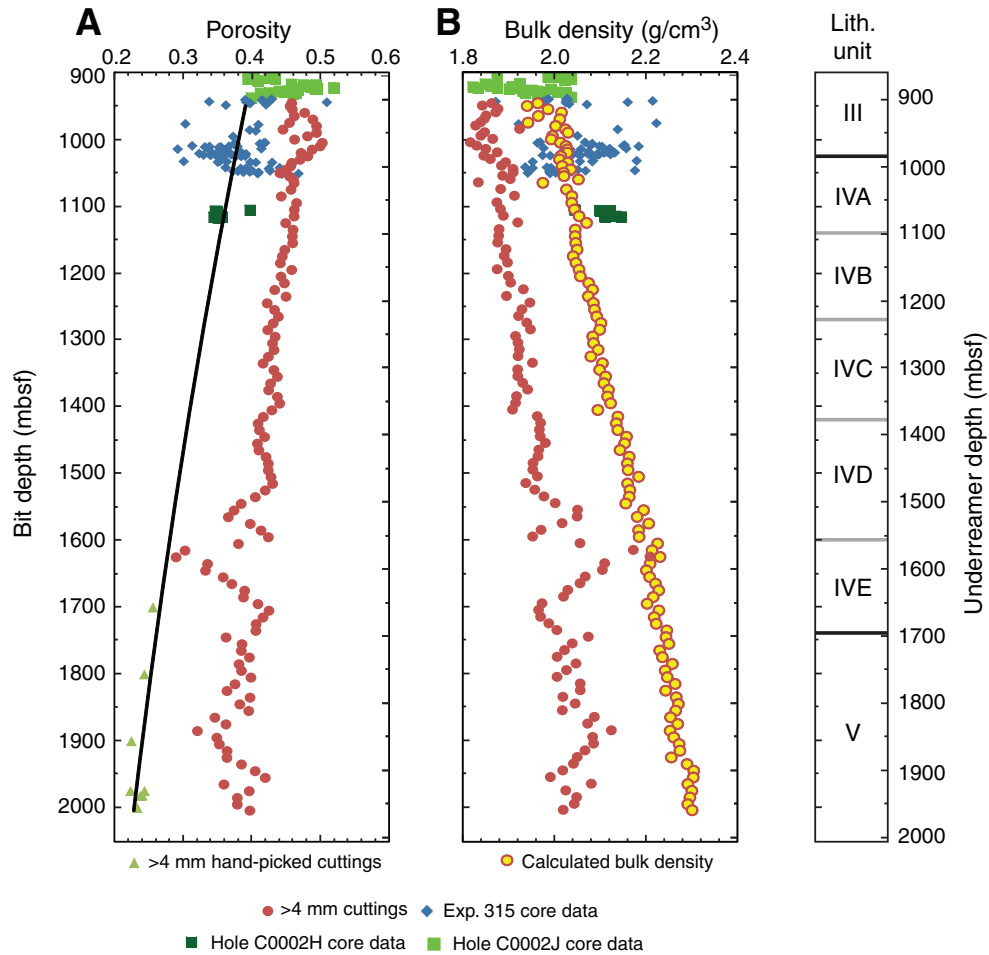 A
Porosity
0.2 0.3 0.4 0.5 0.6
B
Bulk density (g/cm³)
1.8 2.0 2.2 2.4
Lith.
unit
Bit depth (mbsf)
900
1000
1100
1200
1300
1400
1500
1600
1700
1800
1900
2000
III
IVA
IVB
IVC
IVD
IVE
V
900
1000
1100
1200
1300
1400
1500
1600
1700
1800
1900
2000
Underreamer depth (mbsf)
>4 mm hand-picked cuttings
Calculated bulk density
>4 mm cuttings
Exp. 315 core data
Hole C0002H core data
Hole C0002J core data